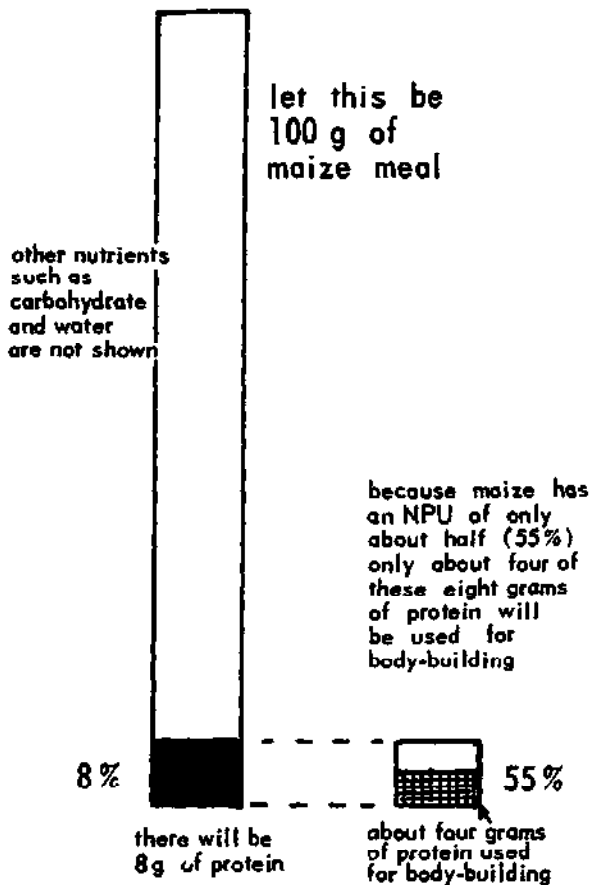 let this be
100 g of
maize meal
other nutrients
such as
carbohydrate
and water
are not shown
because maize has
an NPU of only
about half (55%)
only about four of
these eight grams
of protein will
be used for
body-building
8%
55%
there will be
8g of protein
about four grams
of protein used
for body-building